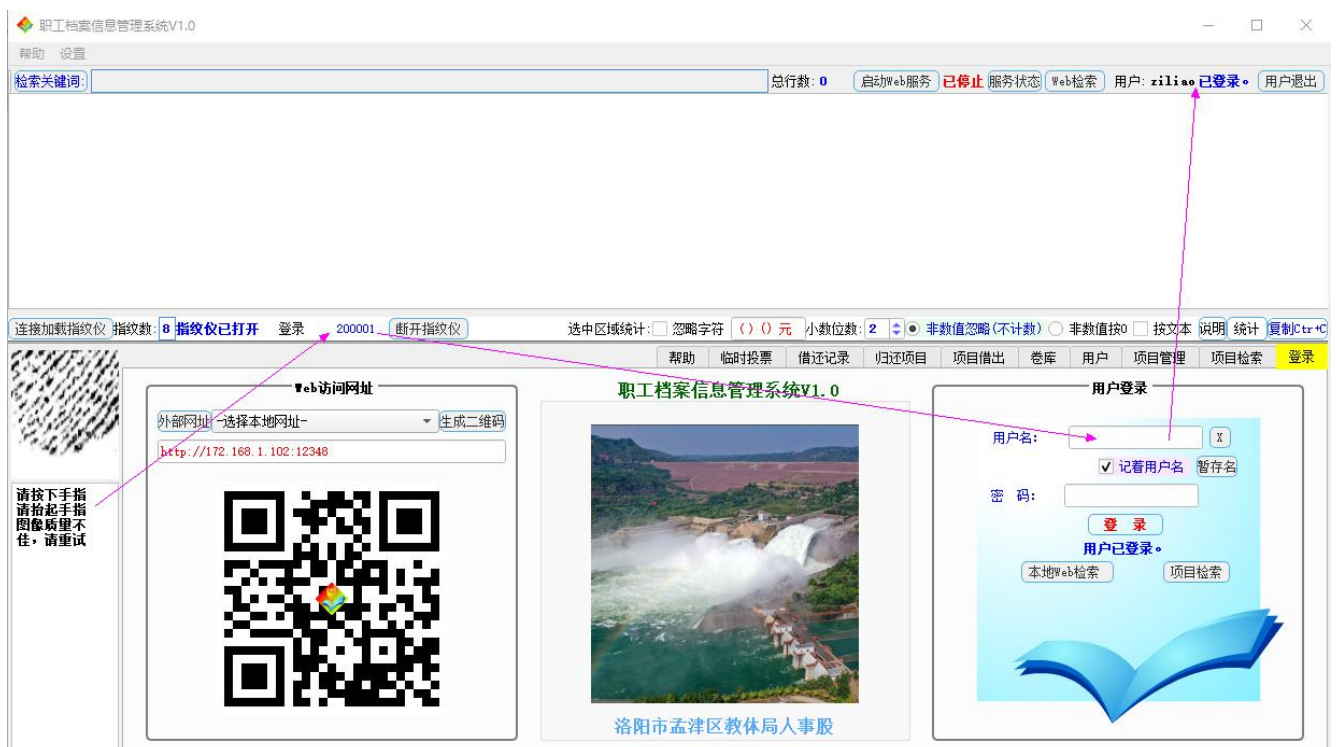 职工档案信息管理系统V1.0
帮助 设置
检索关键词: 总行数: 0 启动Web服务 已停止 服务状态 Web检索 用户: ziliao 已登录。 用户退出
连接加载指纹仪 指纹数: 8 指纹仪已打开 登录 200001 断开指纹仪 选中区域统计: 忽略字符 ()()元 小数位数: 2 非数值忽略(不计数) 非数值按0 按文本 说明 统计 复制Ctr+C
帮助 临时投票 借还记录 归还项目 项目借出 卷库 用户 项目管理 项目检索 登录
请按下手指
请抬起手指
图像质量不
佳，请重试
Web访问网址
外部网址 -选择本地网址- 生成二维码
http://172.168.1.102:12348
职工档案信息管理系统V1.0
洛阳市孟津区教体局人事股
用户登录
用户名: X
记着用户名 暂存名
密 码:
登 录
用户已登录。
本地Web检索 项目检索